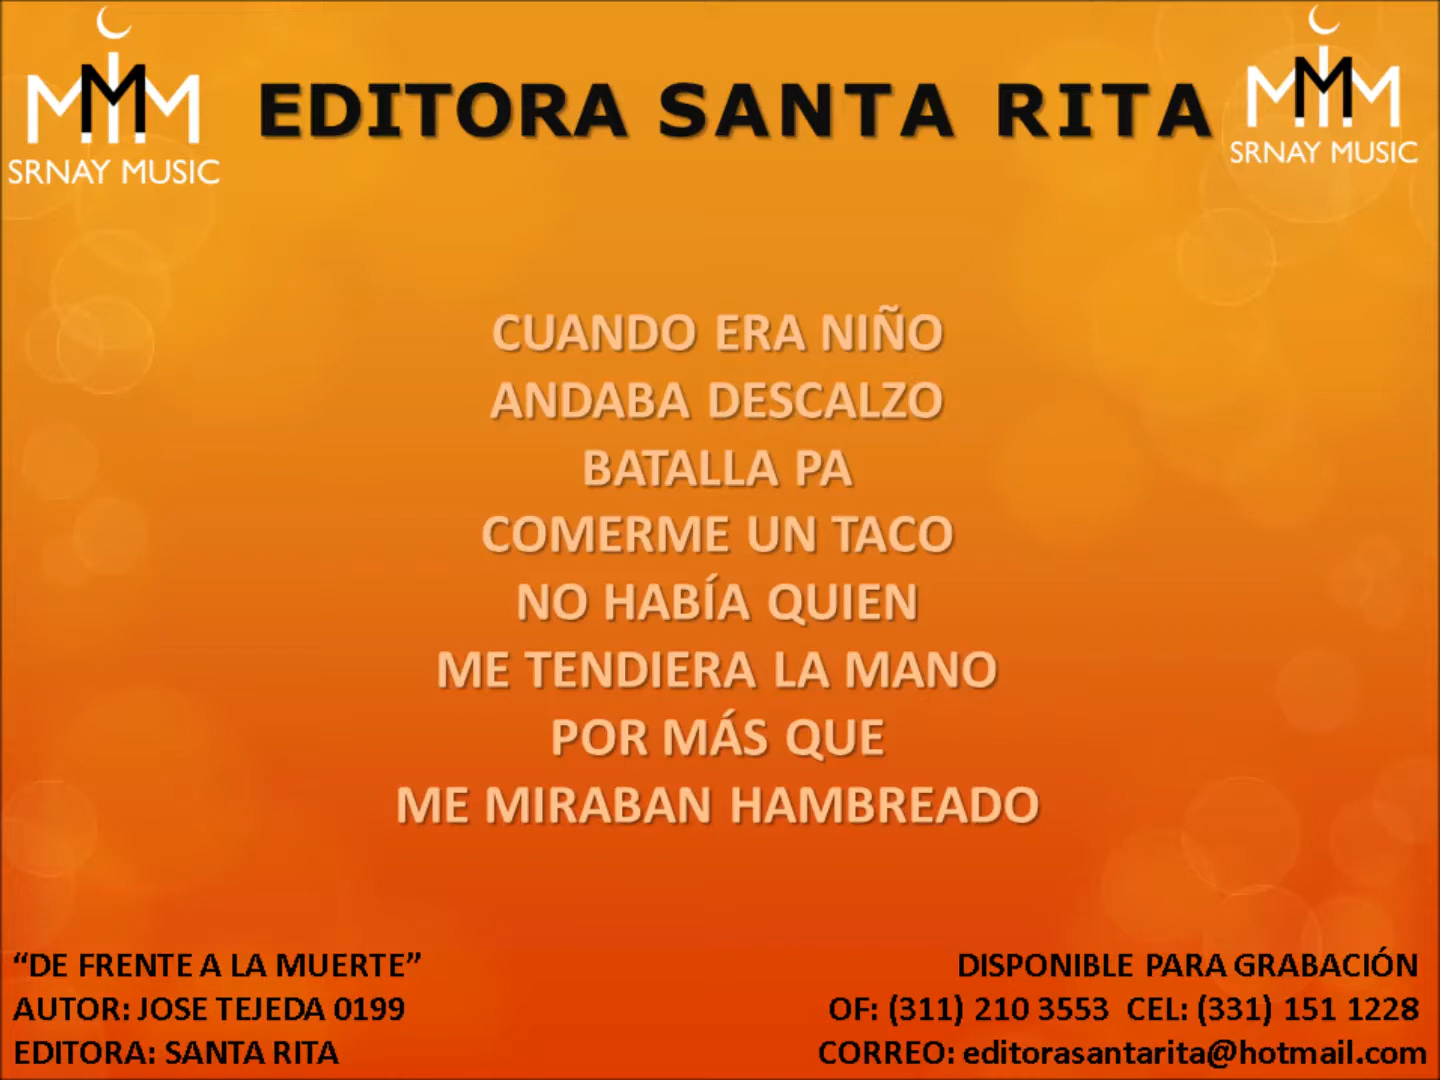 SRNAY MUSIC
EDITORA SANTA RITA
SRNAY MUSIC
CUANDO ERA NIÑO
ANDABA DESCALZO
BATALLA PA
COMERME UN TACO
NO HABÍA QUIEN
ME TENDIERA LA MANO
POR MÁS QUE
ME MIRABAN HAMBREADO
“DE FRENTE A LA MUERTE”
AUTOR: JOSE TEJEDA 0199
EDITORA: SANTA RITA
DISPONIBLE PARA GRABACIÓN
OF: (311) 210 3553 CEL: (331) 151 1228
CORREO: editorasantarita@hotmail.com